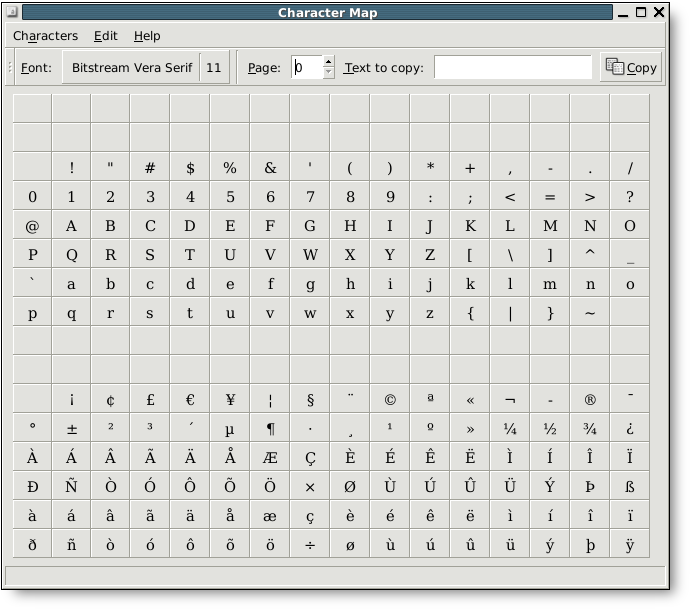 Character Map
Characters Edit Help
Font: Bitstream Vera Serif 11 Page: 0 Text to copy: Copy
! " # $ % & ' ( ) * + , - . /
0 1 2 3 4 5 6 7 8 9 : ; < = > ?
@ A B C D E F G H I J K L M N O
P Q R S T U V W X Y Z [ \ ] ^ _
` a b c d e f g h i j k l m n o
p q r s t u v w x y z { | } ~
¡ ¢ £ € ¥ ¦ § ¨ © ª « ¬ - ® ¯
° ± ² ³ ´ µ ¶ · ¸ ¹ º » ¼ ½ ¾ ¿
À Á Â Ã Ä Å Æ Ç È É Ê Ë Ì Í Î Ï
Ð Ñ Ò Ó Ô Õ Ö × Ø Ù Ú Û Ü Ý Þ ß
à á â ã ä å æ ç è é ê ë ì í î ï
ð ñ ò ó ô õ ö ÷ ø ù ú û ü ý þ ÿ